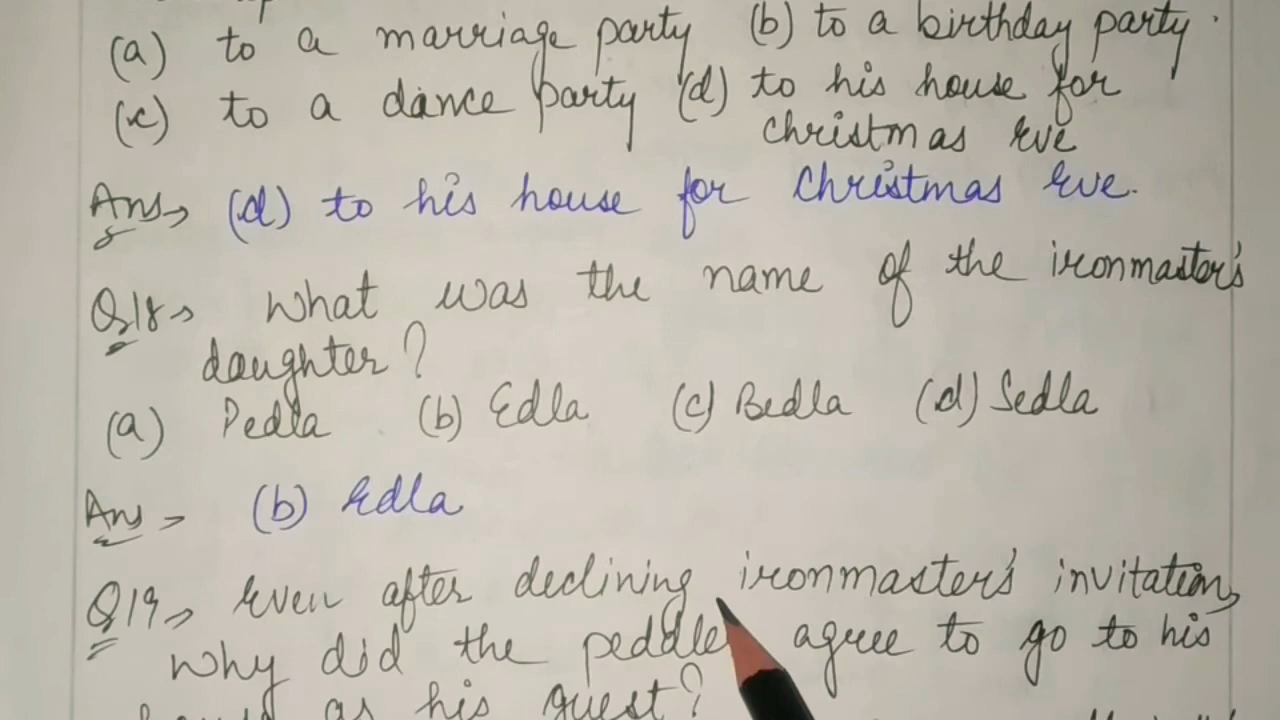 (a) to a marriage party (b) to a birthday party.
(c) to a dance party (d) to his house for
christmas eve
Ans → (d) to his house for Christmas eve.
Q18→ What was the name of the ironmaster's
daughter?
(a) Pedla (b) Edla (c) Bedla (d) Sedla
Ans → (b) Edla
Q19→ Even after declining ironmaster's invitation,
why did the peddler agree to go to his
as his guest?